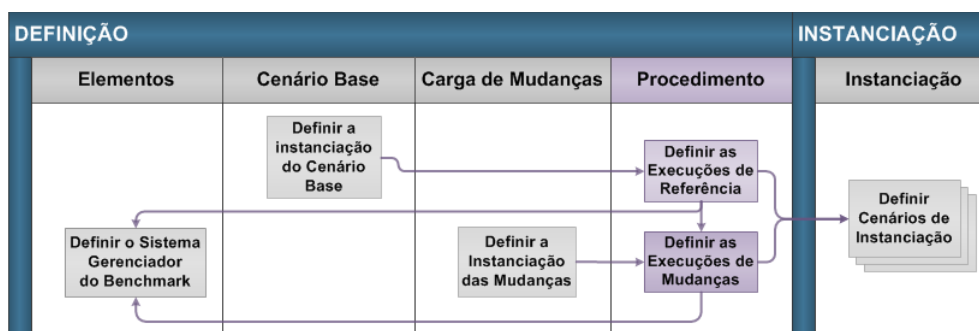 DEFINIÇÃO
INSTANCIAÇÃO
Elementos
Cenário Base
Carga de Mudanças
Procedimento
Instanciação
Definir a
instanciação
do Cenário
Base
Definir as
Execuções de
Referência
Definir
Cenários de
Instanciação
Definir o Sistema
Gerenciador
do Benchmark
Definir a
Instanciação
das Mudanças
Definir as
Execuções de
Mudanças